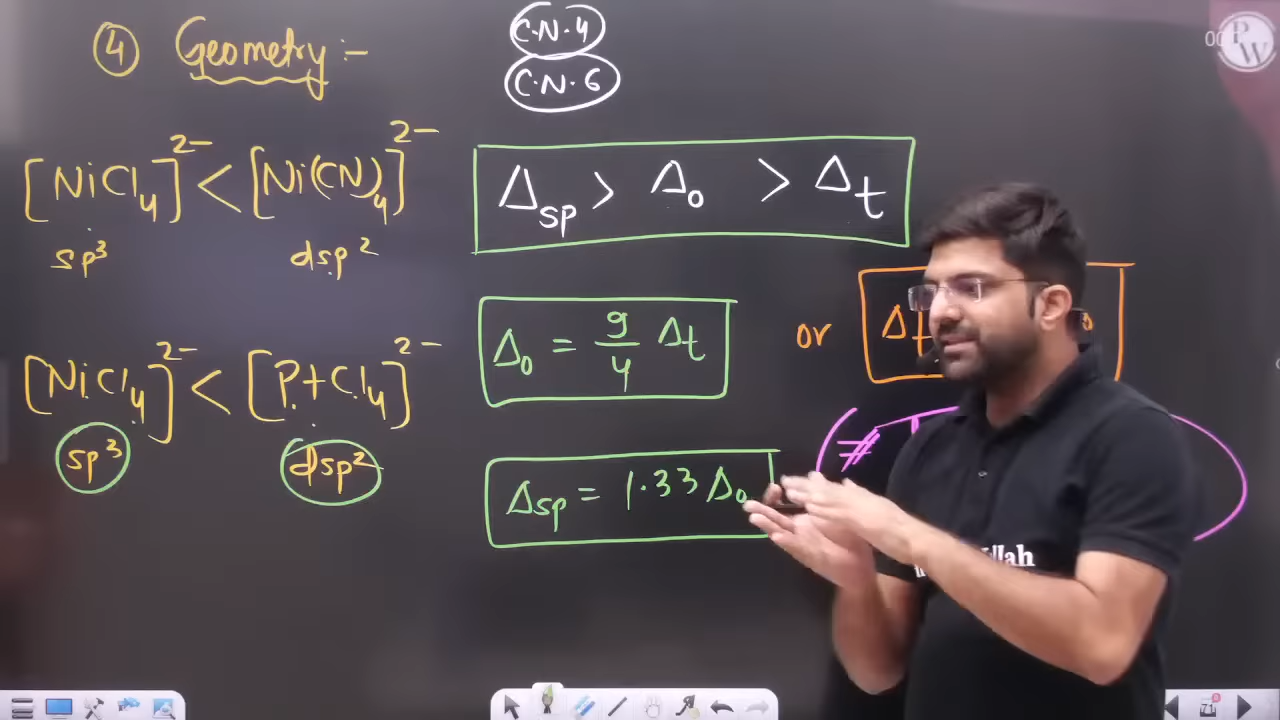 ④ Geometry :-
C.N.4
C.N.6
[NiCl₄]²⁻ < [Ni(CN)₄]²⁻
sp³ dsp²
Δsp > Δo > Δt
Δo = 9/4 Δt
or
[NiCl₄]²⁻ < [PtCl₄]²⁻
sp³ dsp²
Δsp = 1.33 Δo
PW